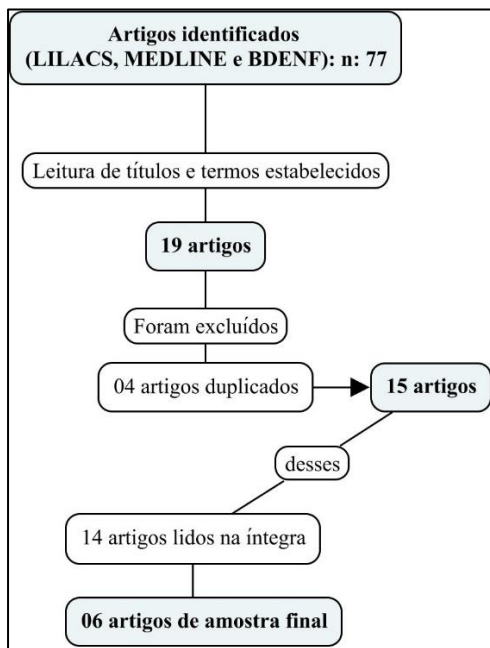 Artigos identificados
(LILACS, MEDLINE e BDENF): n: 77
Leitura de títulos e termos estabelecidos
19 artigos
Foram excluídos
04 artigos duplicados
15 artigos
desses
14 artigos lidos na íntegra
06 artigos de amostra final